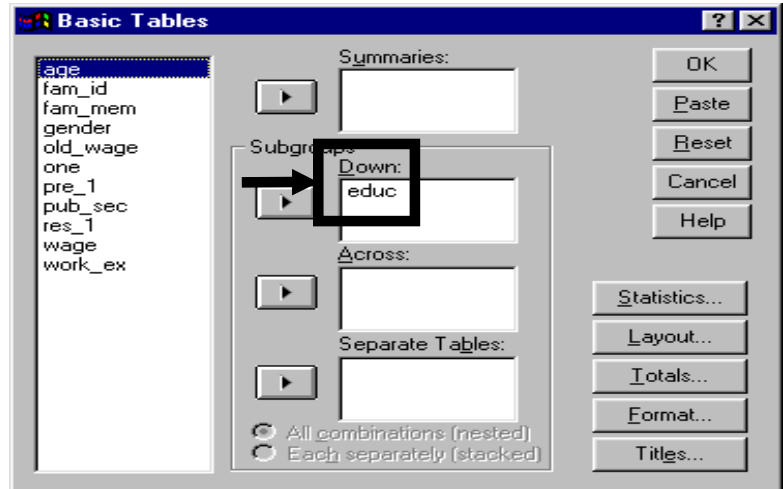 Basic Tables
age
fam_id
fam_mem
gender
old_wage
one
pre_1
pub_sec
res_1
wage
work_ex
Summaries:
Subgroups
Down:
educ
Across:
Separate Tables:
All combinations (nested)
Each separately (stacked)
OK
Paste
Reset
Cancel
Help
Statistics...
Layout...
Totals...
Format...
Titles...